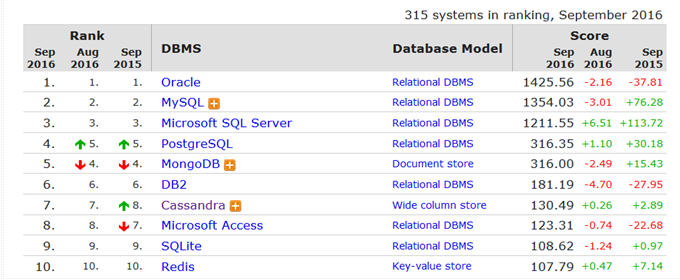 315 systems in ranking, September 2016
Rank DBMS Database Model Score
Sep 2016 Aug 2016 Sep 2015 Sep 2016 Aug 2016 Sep 2015
1. 1. 1. Oracle Relational DBMS 1425.56 -2.16 -37.81
2. 2. 2. MySQL Relational DBMS 1354.03 -3.01 +76.28
3. 3. 3. Microsoft SQL Server Relational DBMS 1211.55 +6.51 +113.72
4. 5. 5. PostgreSQL Relational DBMS 316.35 +1.10 +30.18
5. 4. 4. MongoDB Document store 316.00 -2.49 +15.43
6. 6. 6. DB2 Relational DBMS 181.19 -4.70 -27.95
7. 7. 8. Cassandra Wide column store 130.49 +0.26 +2.89
8. 8. 7. Microsoft Access Relational DBMS 123.31 -0.74 -22.68
9. 9. 9. SQLite Relational DBMS 108.62 -1.24 +0.97
10. 10. 10. Redis Key-value store 107.79 +0.47 +7.14